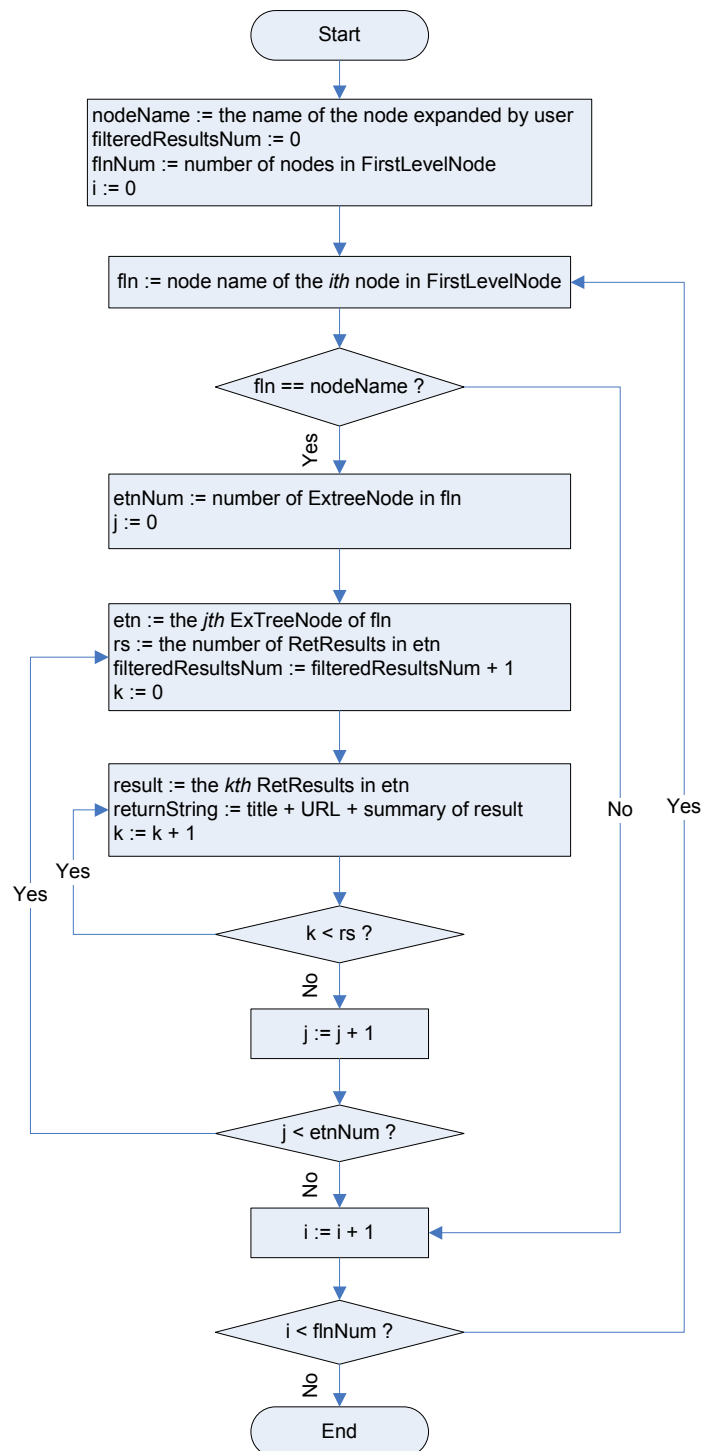 Start
nodeName := the name of the node expanded by user
filteredResultsNum := 0
flnNum := number of nodes in FirstLevelNode
i := 0
fln := node name of the ith node in FirstLevelNode
fln == nodeName ?
Yes
etnNum := number of ExtreeNode in fln
j := 0
etn := the jth ExTreeNode of fln
rs := the number of RetResults in etn
filteredResultsNum := filteredResultsNum + 1
k := 0
result := the kth RetResults in etn
returnString := title + URL + summary of result
k := k + 1
No
Yes
Yes
Yes
k < rs ?
No
j := j + 1
j < etnNum ?
No
i := i + 1
i < flnNum ?
No
End